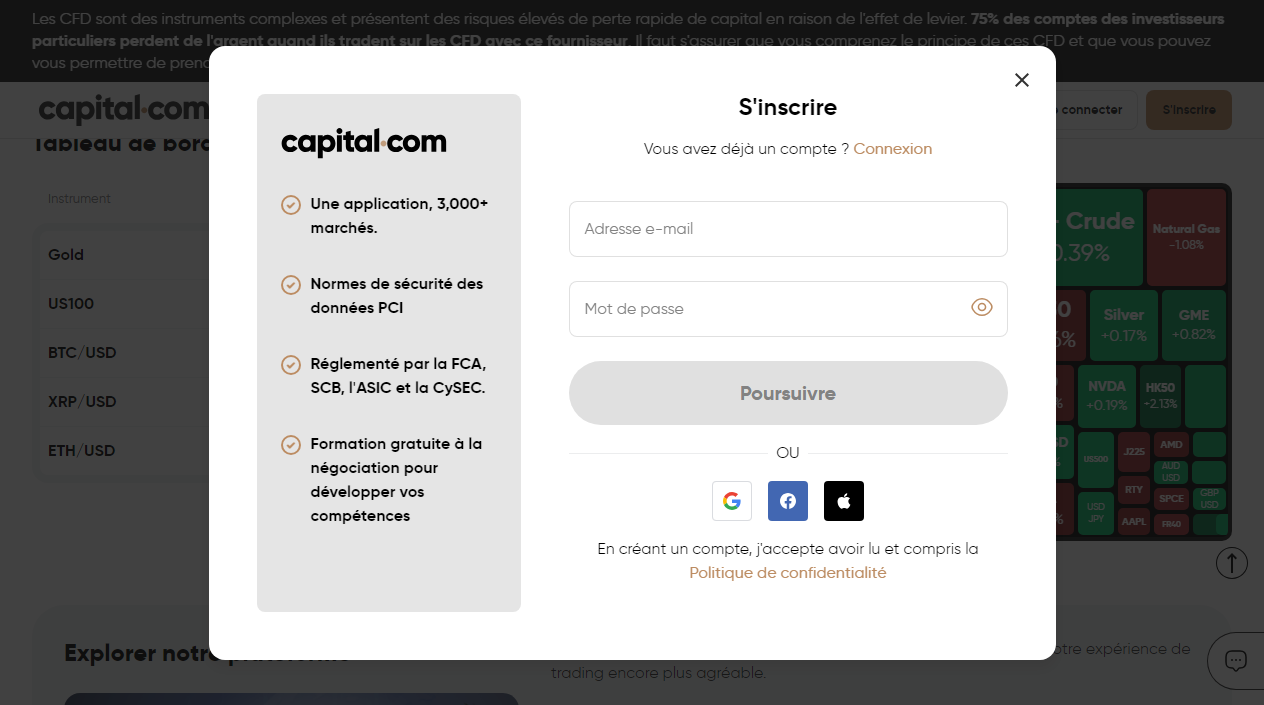 Les CFD sont des instruments complexes et présentent des risques élevés de perte rapide de capital en raison de l'effet de levier. 75% des comptes des investisseurs
particuliers perdent de l'argent quand ils tradent sur les CFD avec ce fournisseur. Il faut s'assurer que vous comprenez le principe de ces CFD et que vous pouvez
vous permettre de
capital.com
connecter
S'inscrire
Tableau de bord
Instrument
Gold
US100
BTC/USD
XRP/USD
ETH/USD
capital.com
Une application, 3,000+
marchés.
Normes de sécurité des
données PCI
Réglementé par la FCA,
SCB, l'ASIC et la CySEC.
Formation gratuite à la
négociation pour
développer vos
compétences
S'inscrire
Vous avez déjà un compte ? Connexion
Adresse e-mail
Mot de passe
Poursuivre
OU
En créant un compte, j'accepte avoir lu et compris la
Politique de confidentialité
Crude
0.39%
Natural Gas
-1.08%
Silver
+0.17%
GME
+0.82%
NVDA
+0.19%
HK50
+2.13%
US500
J225
AMD
AUD
USD
RTY
SPCE
GBP
USD
USD
JPY
AAPL
FR40
Explorer notre plateforme
otre expérience de
trading encore plus agréable.